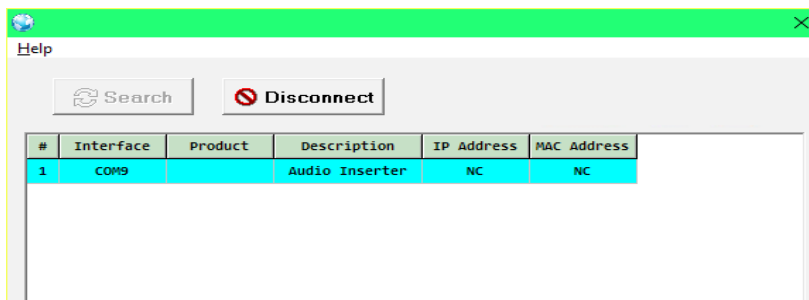 Help
Search Disconnect
# Interface Product Description IP Address MAC Address
1 COM9 Audio Inserter NC NC